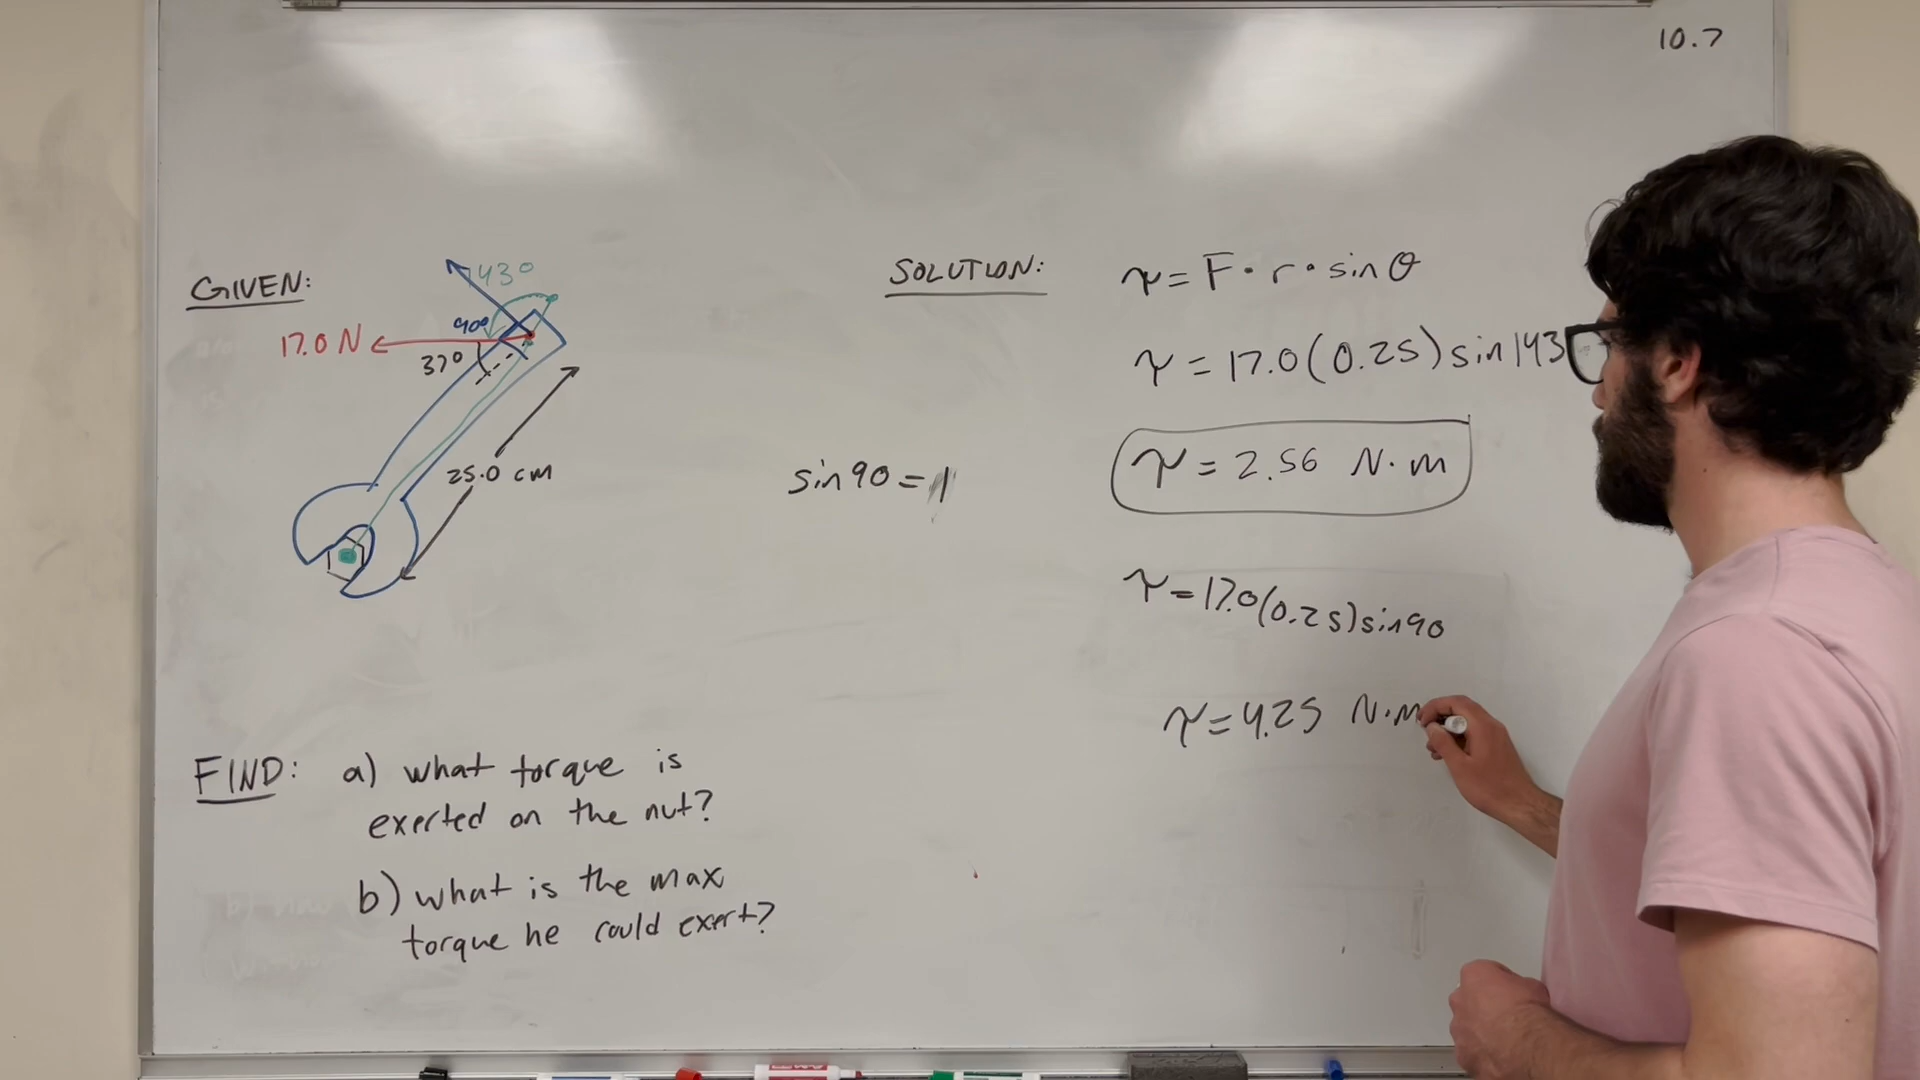 10.7
GIVEN:
43°
90°
17.0 N
37°
25.0 cm
FIND: a) what torque is
exerted on the nut?
b) what is the max
torque he could exert?
SOLUTION:
τ = F · r · sin θ
τ = 17.0(0.25) sin 143
τ = 2.56 N·m
sin 90 = 1
τ = 17.0(0.25) sin 90
τ = 4.25 N·m